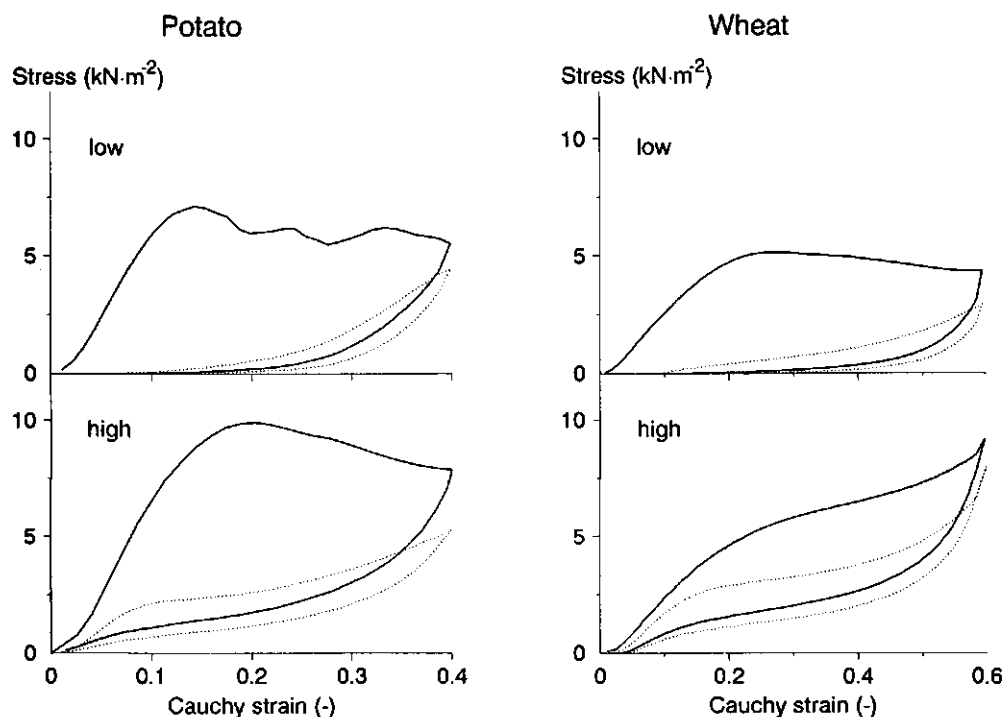 Potato
Wheat
Stress (kN·m-2)
Stress (kN·m-2)
10
low
5
0
10
low
5
0
10
high
5
0
0 0.1 0.2 0.3 0.4
Cauchy strain (-)
10
high
5
0
0 0.2 0.4 0.6
Cauchy strain (-)